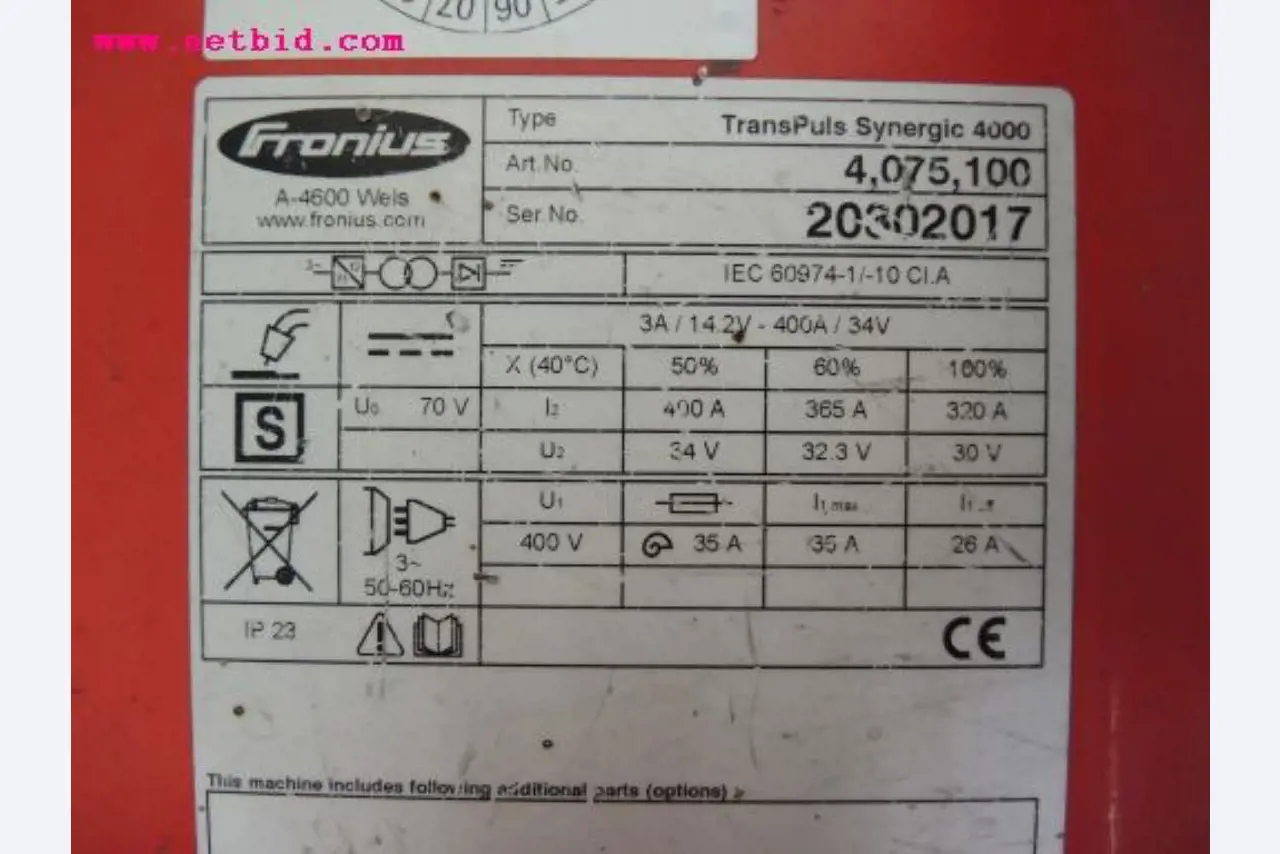 20 90
www.netbid.com
Fronius
A-4600 Wels
www.fronius.com
Type TransPuls Synergic 4000
Art.No. 4,075,100
Ser.No. 20302017
3~
IEC 60974-1/-10 Cl.A
3A / 14.2V - 400A / 34V
X (40°C) 50% 60% 100%
S
U₀ 70 V I₂ 400 A 365 A 320 A
U₂ 34 V 32.3 V 30 V
U₁ I₁ max
400 V 35 A 35 A 26 A
3~
50-60Hz
IP 23
CE
This machine includes following additional parts (options)